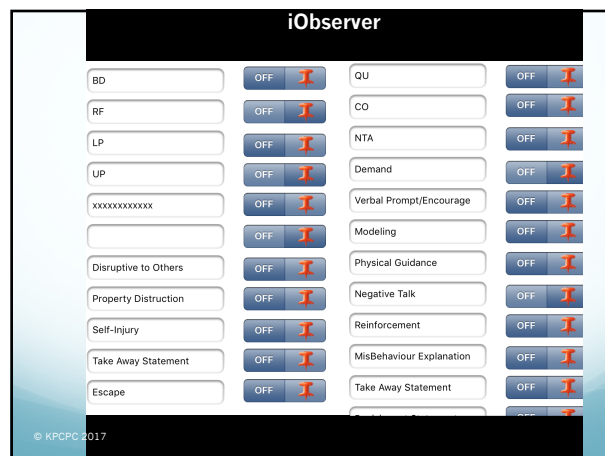 iObserver
BD OFF
RF OFF
LP OFF
UP OFF
xxxxxxxxxxxx OFF
OFF
Disruptive to Others OFF
Property Distruction OFF
Self-Injury OFF
Take Away Statement OFF
Escape OFF
QU OFF
CO OFF
NTA OFF
Demand OFF
Verbal Prompt/Encourage OFF
Modeling OFF
Physical Guidance OFF
Negative Talk OFF
Reinforcement OFF
MisBehaviour Explanation OFF
Take Away Statement OFF
© KPCPC 2017